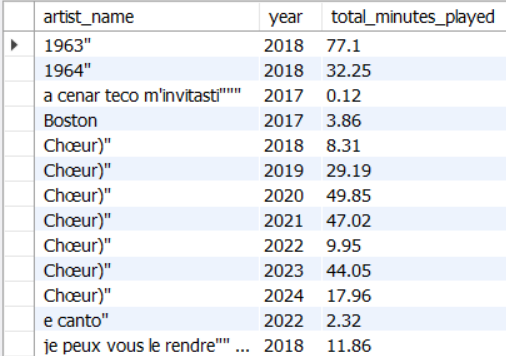 artist_name year total_minutes_played
1963" 2018 77.1
1964" 2018 32.25
a cenar teco m'invitasti""" 2017 0.12
Boston 2017 3.86
Chœur)" 2018 8.31
Chœur)" 2019 29.19
Chœur)" 2020 49.85
Chœur)" 2021 47.02
Chœur)" 2022 9.95
Chœur)" 2023 44.05
Chœur)" 2024 17.96
e canto" 2022 2.32
je peux vous le rendre"" ... 2018 11.86